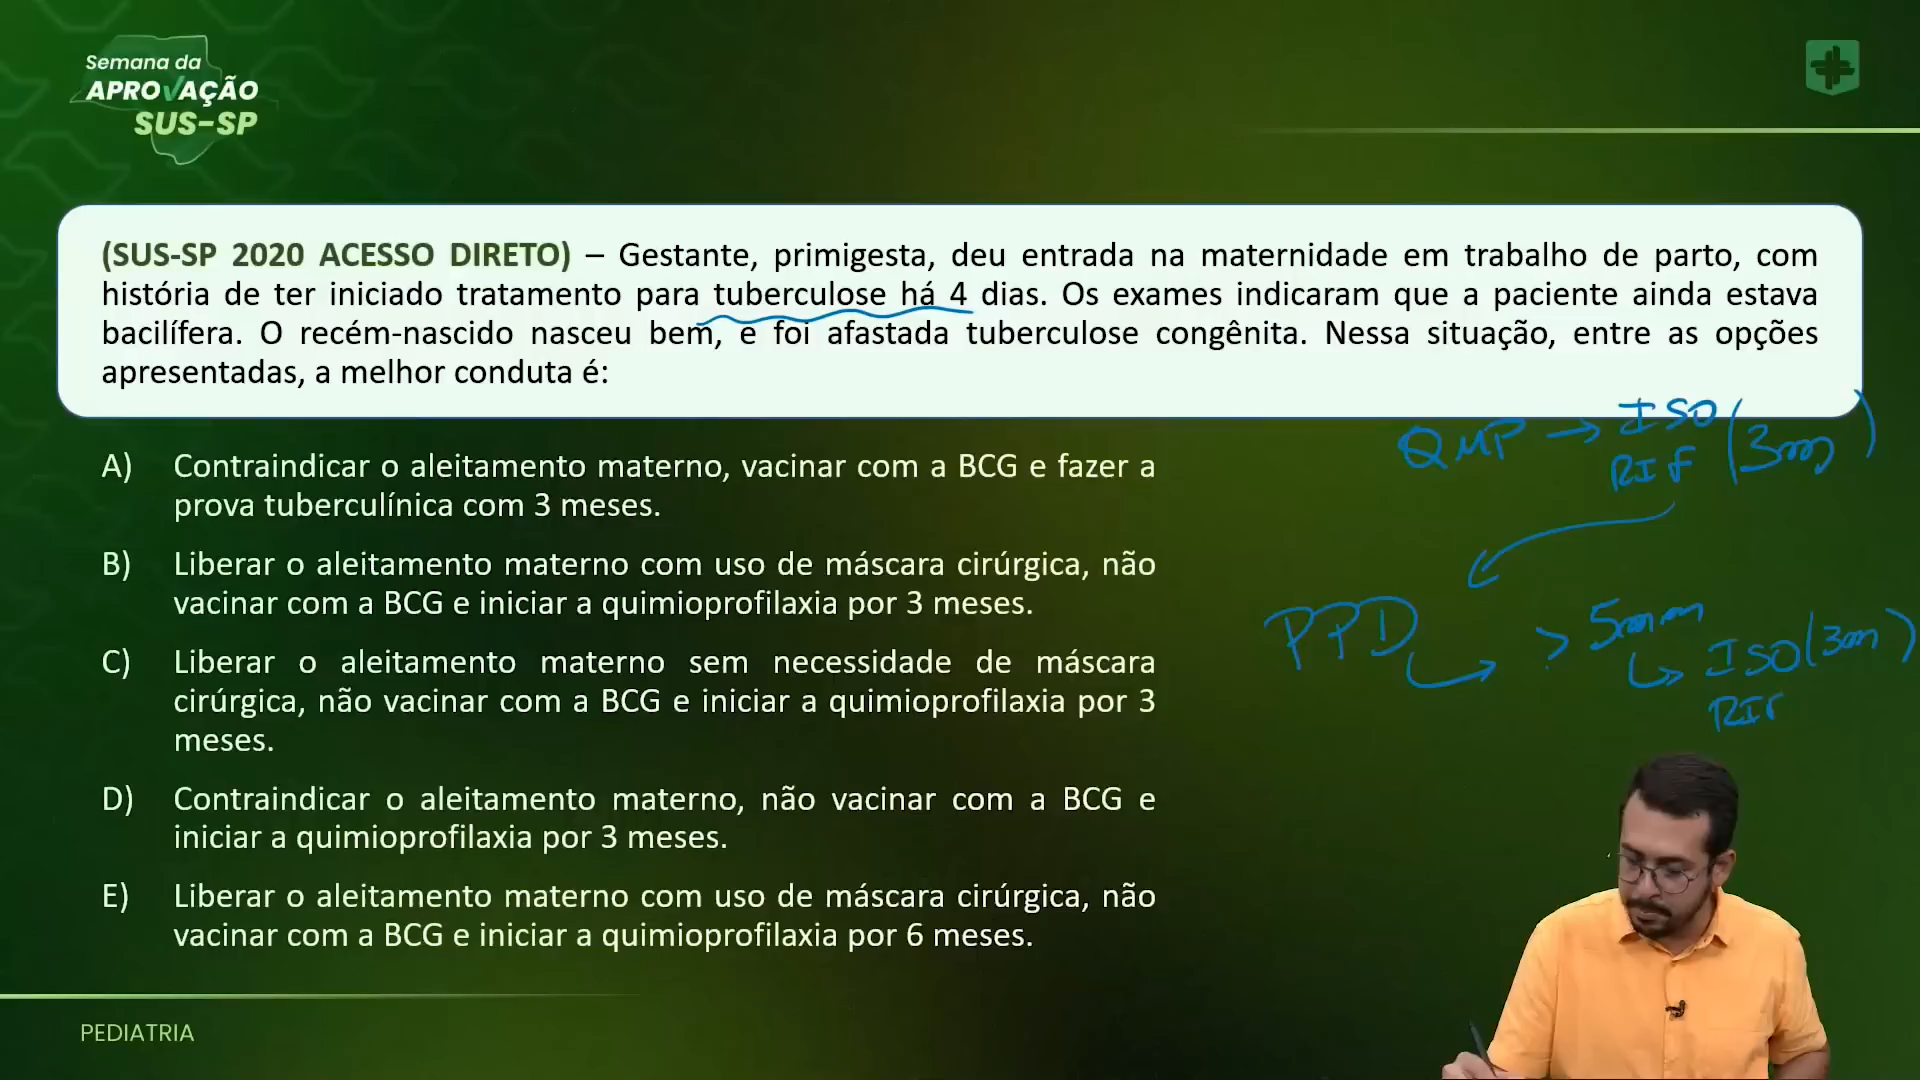 Semana da
APROVAÇÃO
SUS-SP
(SUS-SP 2020 ACESSO DIRETO) – Gestante, primigesta, deu entrada na maternidade em trabalho de parto, com
história de ter iniciado tratamento para tuberculose há 4 dias. Os exames indicaram que a paciente ainda estava
bacilífera. O recém-nascido nasceu bem, e foi afastada tuberculose congênita. Nessa situação, entre as opções
apresentadas, a melhor conduta é:
A) Contraindicar o aleitamento materno, vacinar com a BCG e fazer a
prova tuberculínica com 3 meses.
B) Liberar o aleitamento materno com uso de máscara cirúrgica, não
vacinar com a BCG e iniciar a quimioprofilaxia por 3 meses.
C) Liberar o aleitamento materno sem necessidade de máscara
cirúrgica, não vacinar com a BCG e iniciar a quimioprofilaxia por 3
meses.
D) Contraindicar o aleitamento materno, não vacinar com a BCG e
iniciar a quimioprofilaxia por 3 meses.
E) Liberar o aleitamento materno com uso de máscara cirúrgica, não
vacinar com a BCG e iniciar a quimioprofilaxia por 6 meses.
QMP → ISO
RIF (3m)
PPD > 5mm
ISO (3m)
RIF
PEDIATRIA